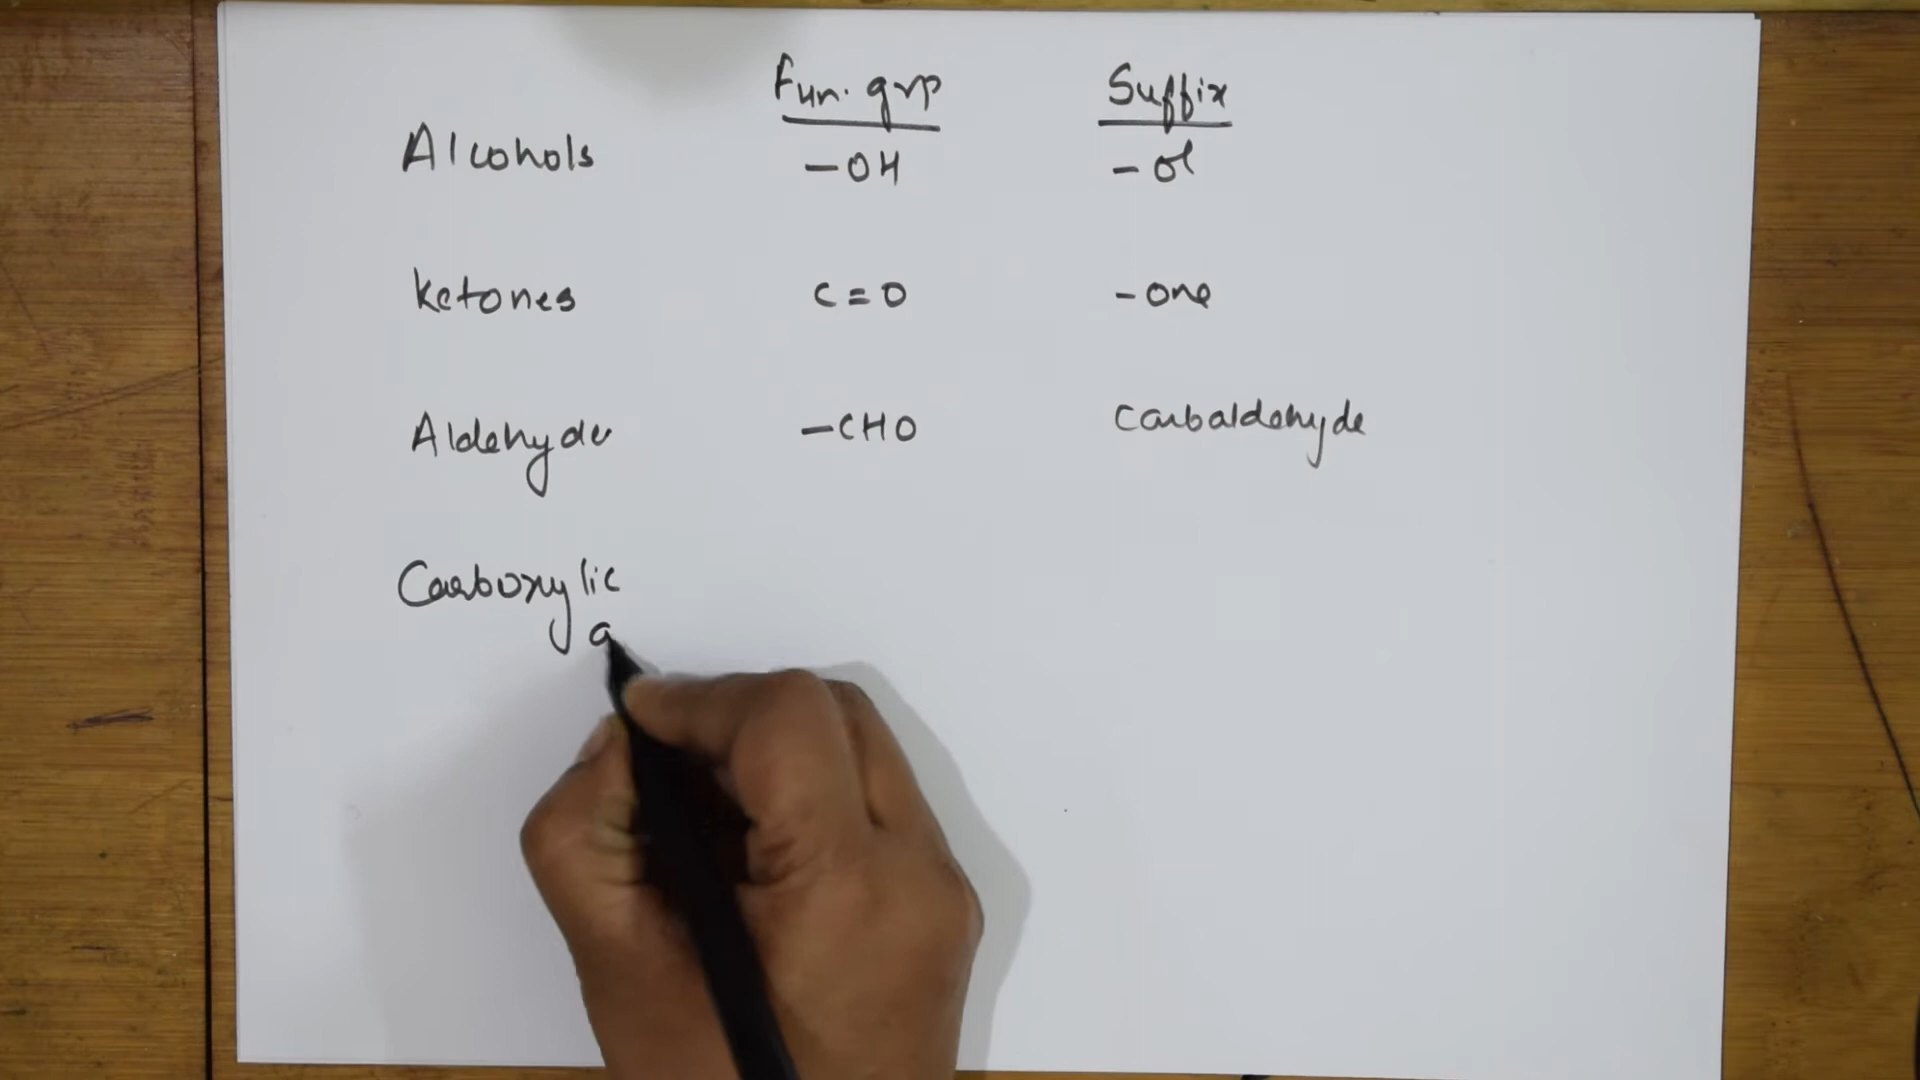 Fun. grp Suffix
Alcohols -OH -ol
Ketones C=O -one
Aldehyde -CHO Carbaldehyde
Carboxylic
a